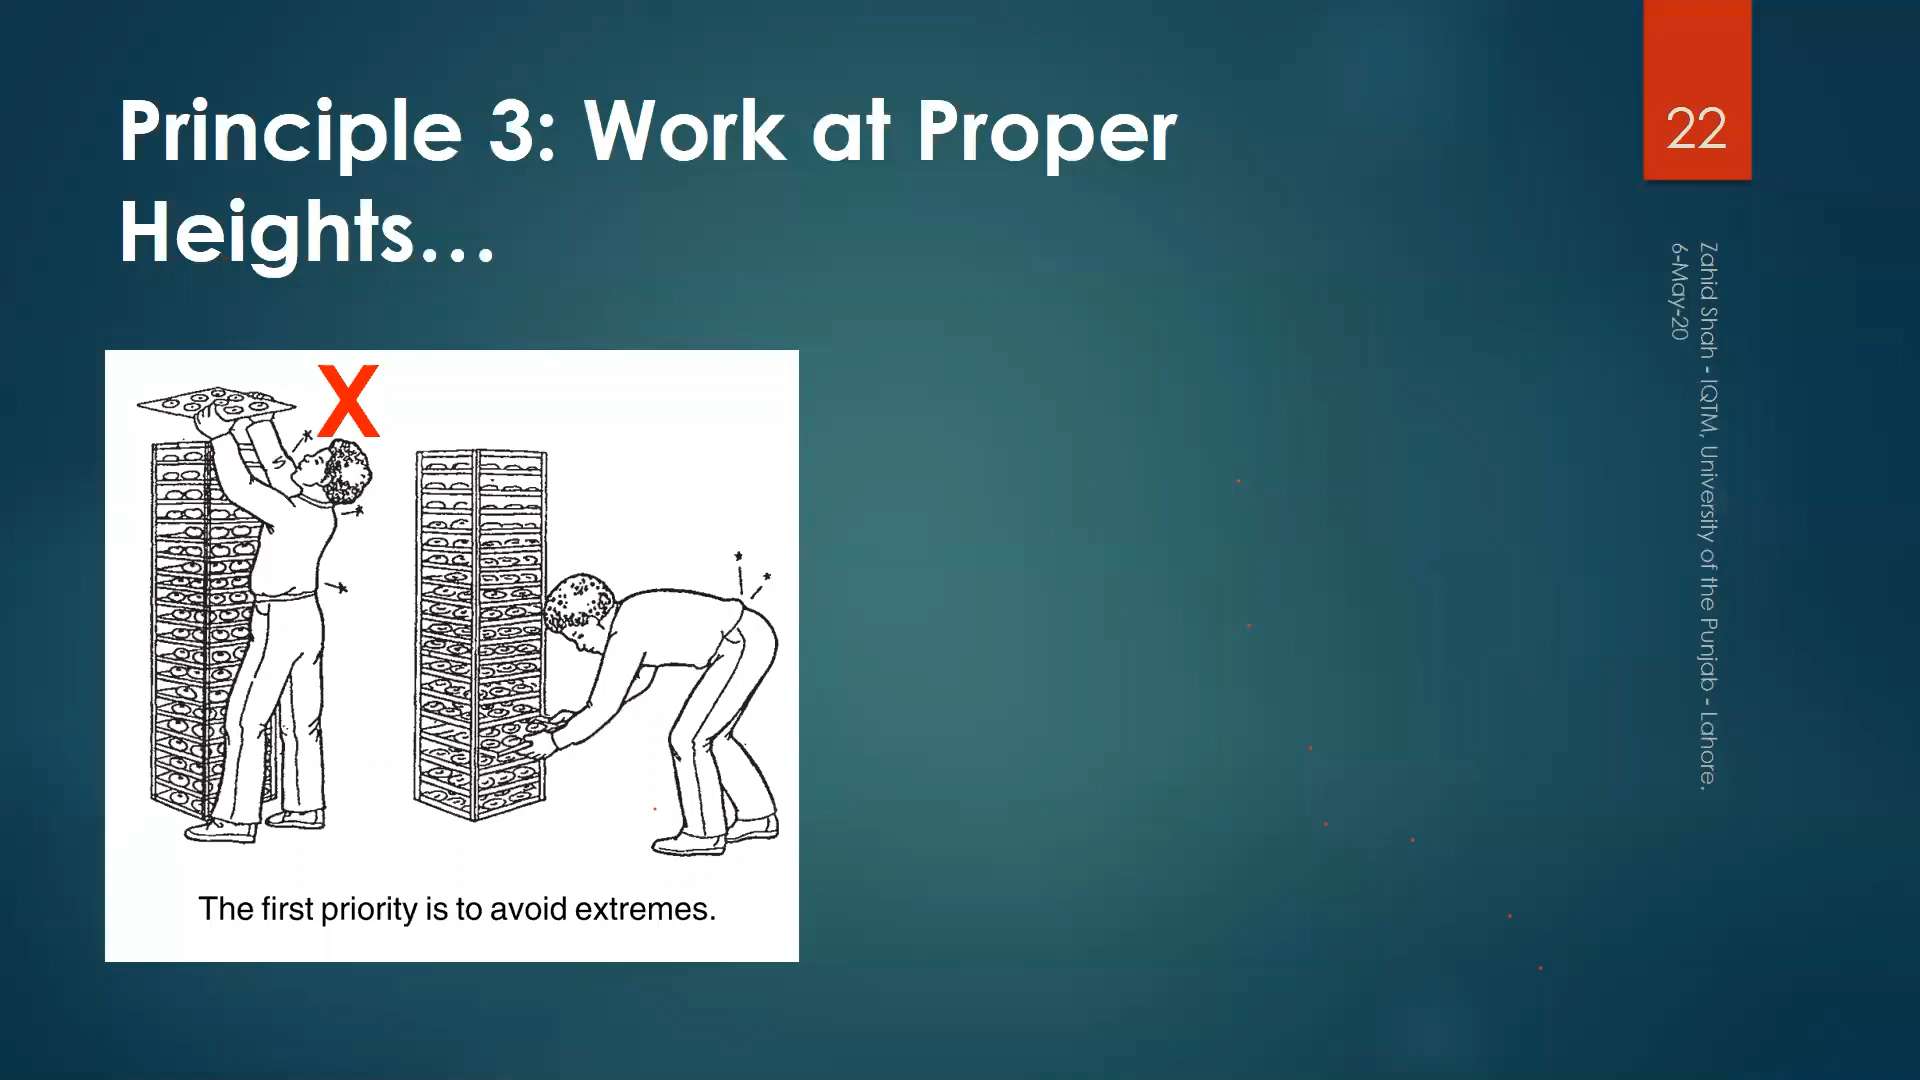 Principle 3: Work at Proper
Heights…
22
Zahid Shah - IQTM, University of the Punjab - Lahore.
6-May-20
X
The first priority is to avoid extremes.